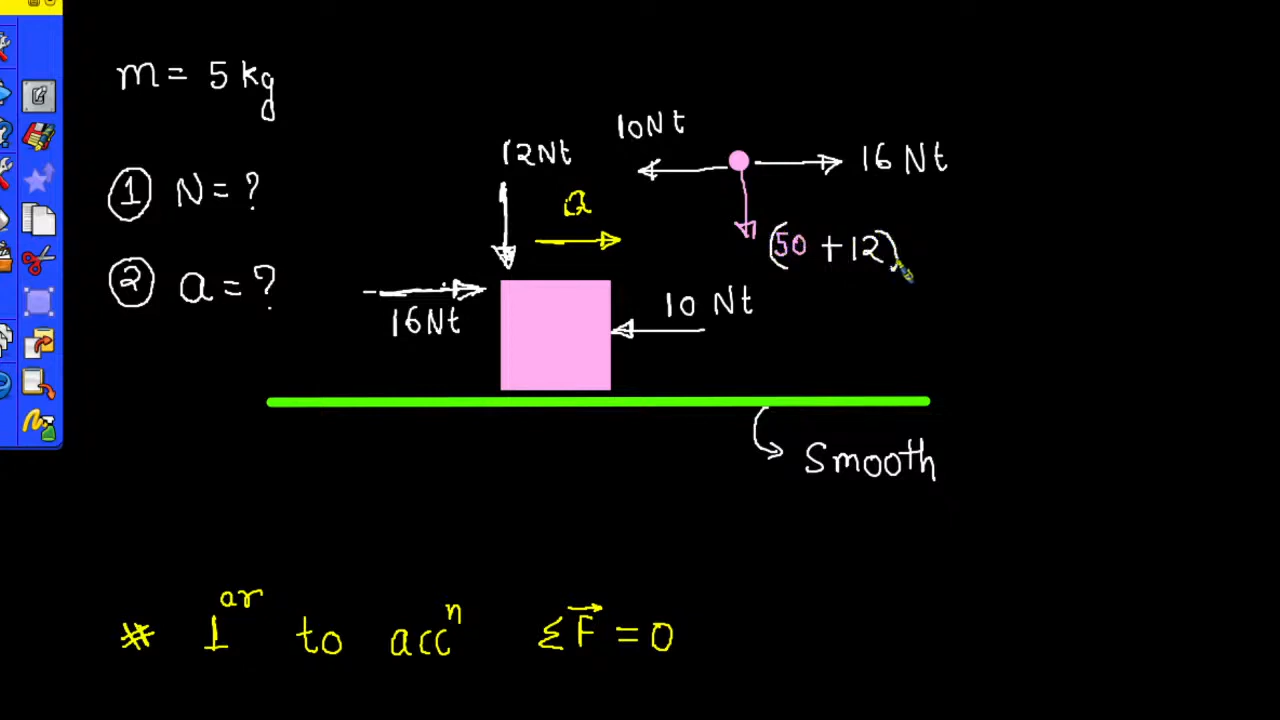 m = 5 kg
① N = ?
② a = ?
12Nt
a
16Nt
10 Nt
10Nt
16 Nt
(50 + 12)
Smooth
* ⊥ᵃʳ to accⁿ ΣF⃗ = 0